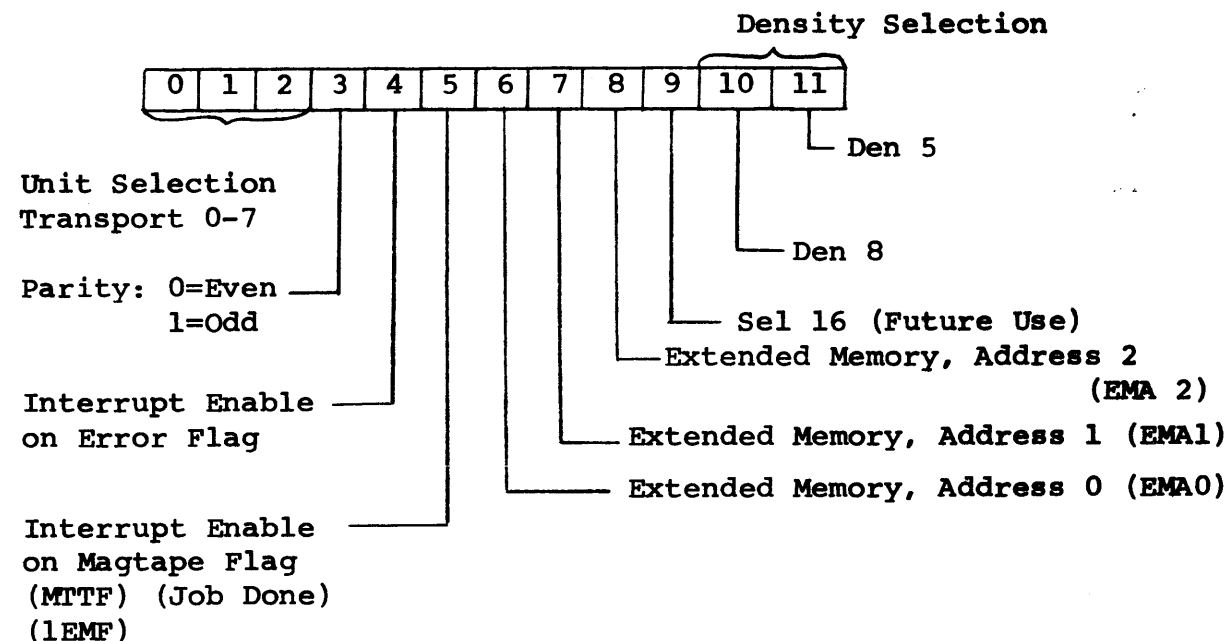 Density Selection
0 1 2 3 4 5 6 7 8 9 10 11
Den 5
Unit Selection
Transport 0-7
Den 8
Parity: 0=Even
1=Odd
Sel 16 (Future Use)
Extended Memory, Address 2
(EMA 2)
Interrupt Enable
on Error Flag
Extended Memory, Address 1 (EMA1)
Extended Memory, Address 0 (EMA0)
Interrupt Enable
on Magtape Flag
(MTTF) (Job Done)
(1EMF)